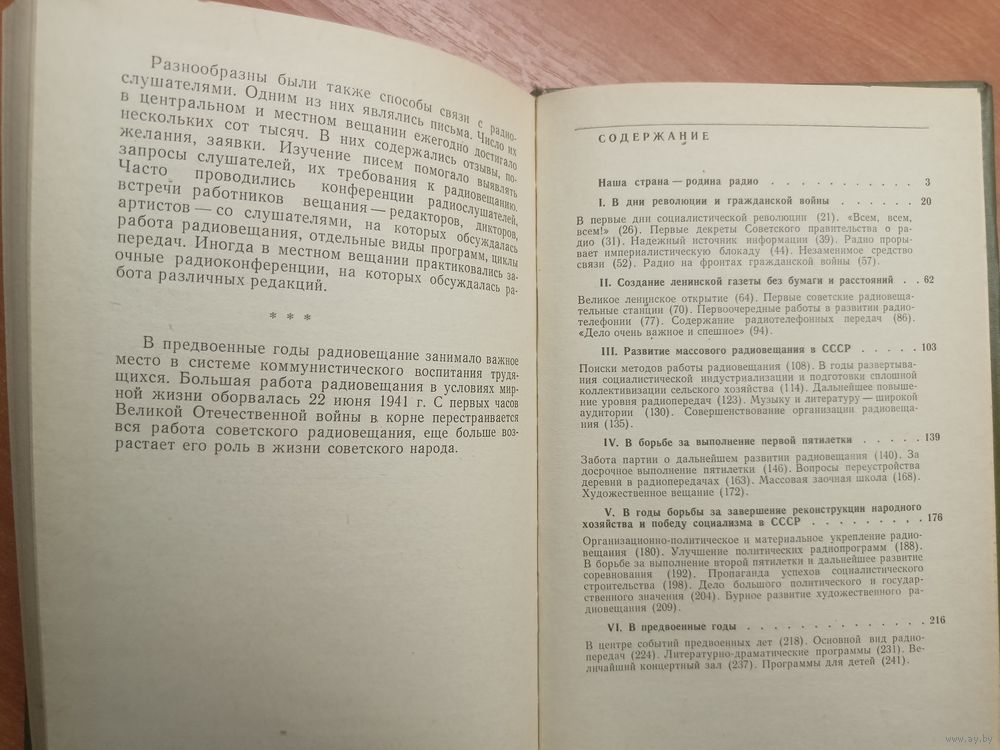 Разнообразны были также способы связи с радио-
слушателями. Одним из них являлись письма. Число их
в центральном и местном вещании ежегодно достигало
нескольких сот тысяч. В них содержались отзывы, по-
желания, заявки. Изучение писем помогало выявлять
запросы слушателей, их требования к радиовещанию.
Часто проводились конференции радиослушателей,
встречи работников вещания — редакторов, дикторов,
артистов — со слушателями, на которых обсуждалась
работа радиовещания, отдельные виды программ, циклы
передач. Иногда в местном вещании практиковались за-
очные радиоконференции, на которых обсуждалась ра-
бота различных редакций.
* * *
В предвоенные годы радиовещание занимало важное
место в системе коммунистического воспитания трудя-
щихся. Большая работа радиовещания в условиях мир-
ной жизни оборвалась 22 июня 1941 г. С первых часов
Великой Отечественной войны в корне перестраивается
вся работа советского радиовещания, еще больше воз-
растает его роль в жизни советского народа.
СОДЕРЖАНИЕ
Наша страна — родина радио . . . . . . . . . . . 3
I. В дни революции и гражданской войны . . . . . 20
В первые дни социалистической революции (21). «Всем, всем,
всем!» (26). Первые декреты Советского правительства о ра-
дио (31). Надежный источник информации (39). Радио проры-
вает империалистическую блокаду (44). Незаменимое средство
связи (52). Радио на фронтах гражданской войны (57).
II. Создание ленинской газеты без бумаги и расстояний . . 62
Великое ленинское открытие (64). Первые советские радиовеща-
тельные станции (70). Первоочередные работы в развитии радио-
телефонии (77). Содержание радиотелефонных передач (86).
«Дело очень важное и спешное» (94).
III. Развитие массового радиовещания в СССР . . . . . 103
Поиски методов работы радиовещания (108). В годы развертыв-
вания социалистической индустриализации и подготовки сплошной
коллективизации сельского хозяйства (114). Дальнейшее повыше-
ние уровня радиопередач (123). Музыку и литературу — широкой
аудитории (130). Совершенствование организации радиовеща-
ния (135).
IV. В борьбе за выполнение первой пятилетки . . . . . 139
Забота партии о дальнейшем развитии радиовещания (140). За
досрочное выполнение пятилетки (146). Вопросы переустройства
деревни в радиопередачах (163). Массовая заочная школа (168).
Художественное вещание (172).
V. В годы борьбы за завершение реконструкции народного
хозяйства и победу социализма в СССР . . . . . . . . . 176
Организационно-политическое и материальное укрепление радио-
вещания (180). Улучшение политических радиопрограмм (188).
В борьбе за выполнение второй пятилетки и дальнейшее развитие
соревнования (192). Пропаганда успехов социалистического
строительства (198). Дело большого политического и государ-
ственного значения (204). Бурное развитие художественного ра-
диовещания (209).
VI. В предвоенные годы . . . . . . . . . . . . . . 216
В центре событий предвоенных лет (218). Основной вид радио-
передач (224). Литературно-драматические программы (231). Ве-
личайший концертный зал (237). Программы для детей (241).
www.ay.by